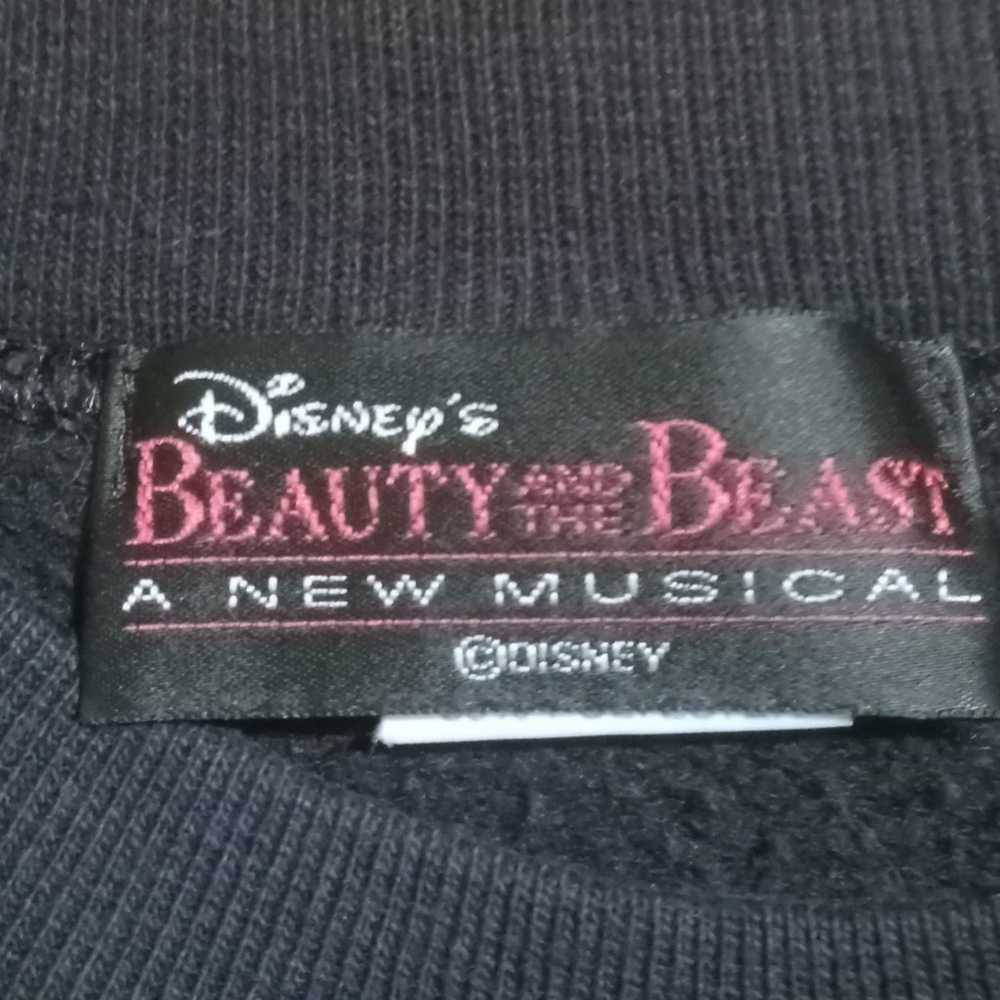 Disney's
BEAUTY AND THE BEAST
A NEW MUSICAL
©DISNEY